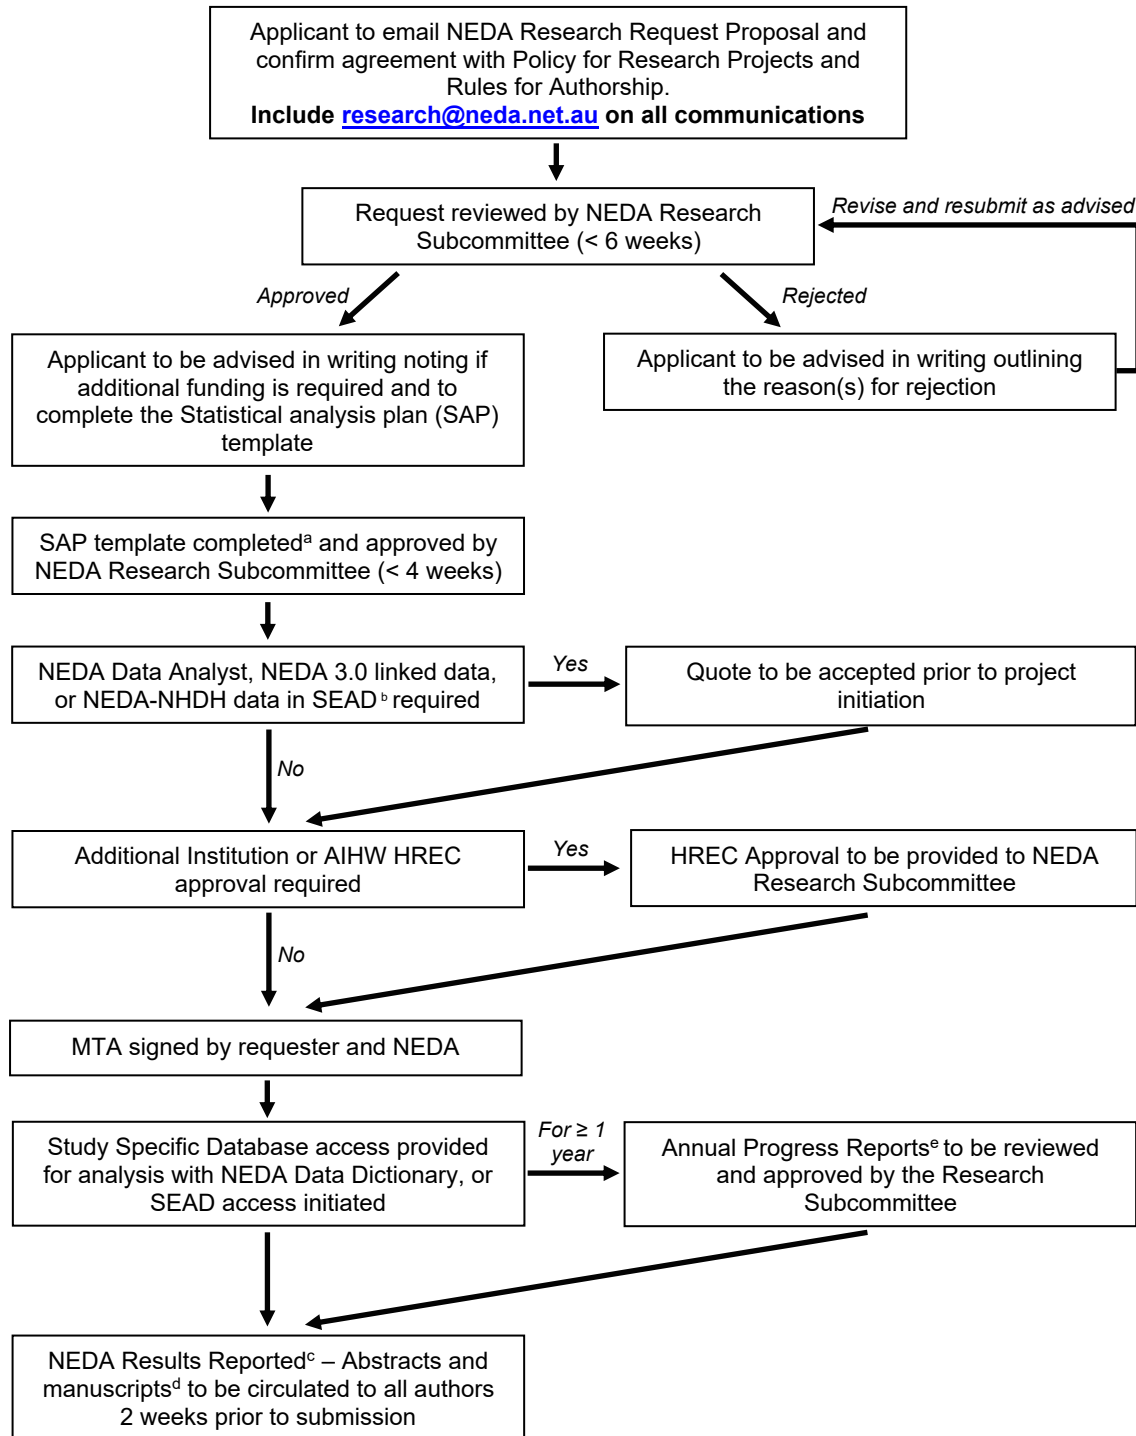 Applicant to email NEDA Research Request Proposal and
confirm agreement with Policy for Research Projects and
Rules for Authorship.
Include research@neda.net.au on all communications
Request reviewed by NEDA Research
Subcommittee (< 6 weeks)
Revise and resubmit as advised
Approved
Rejected
Applicant to be advised in writing noting if
additional funding is required and to
complete the Statistical analysis plan (SAP)
template
Applicant to be advised in writing outlining
the reason(s) for rejection
SAP template completedᵃ and approved by
NEDA Research Subcommittee (< 4 weeks)
NEDA Data Analyst, NEDA 3.0 linked data,
or NEDA-NHDH data in SEAD ᵇ required
Yes
Quote to be accepted prior to project
initiation
No
Additional Institution or AIHW HREC
approval required
Yes
HREC Approval to be provided to NEDA
Research Subcommittee
No
MTA signed by requester and NEDA
Study Specific Database access provided
for analysis with NEDA Data Dictionary, or
SEAD access initiated
For ≥ 1
year
Annual Progress Reportsᵉ to be reviewed
and approved by the Research
Subcommittee
NEDA Results Reportedᶜ – Abstracts and
manuscriptsᵈ to be circulated to all authors
2 weeks prior to submission